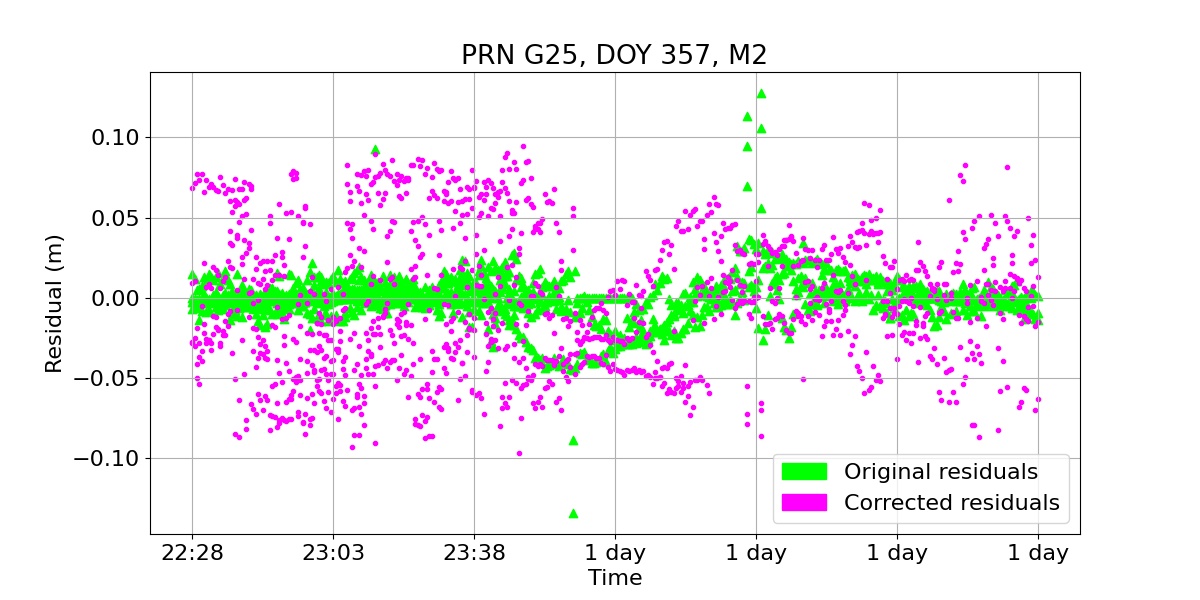 PRN G25, DOY 357, M2
Residual (m)
0.10
0.05
0.00
−0.05
−0.10
Original residuals
Corrected residuals
22:28 23:03 23:38 1 day 1 day 1 day 1 day
Time